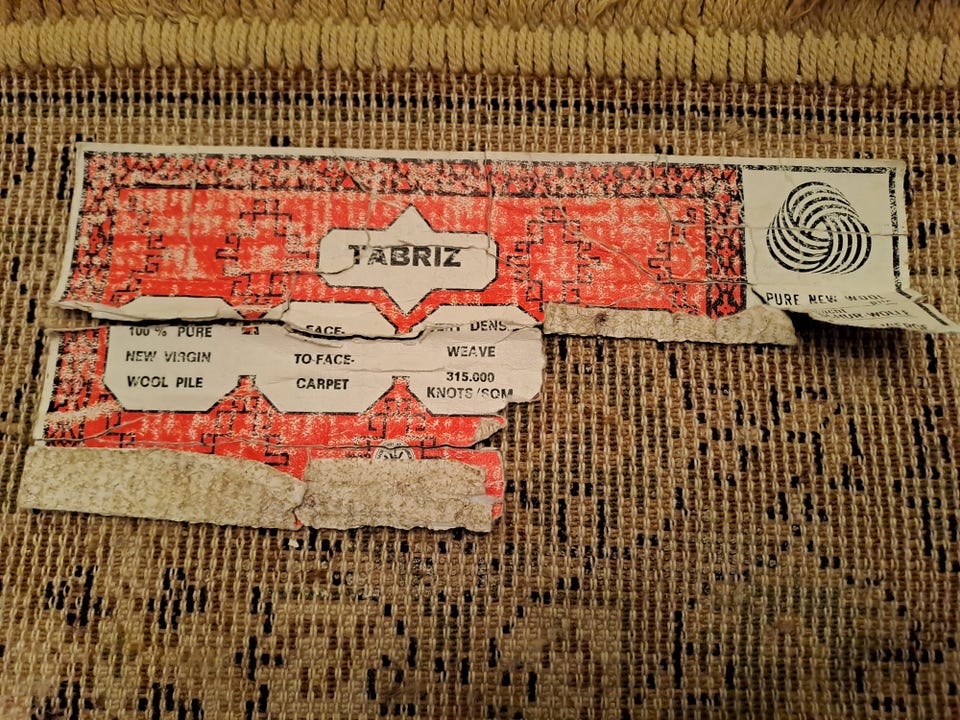 TABRIZ
PURE NEW WOOL
100 % PURE
NEW VIRGIN
WOOL PILE
FACE-
TO-FACE-
CARPET
WEAVE
315.000
KNOTS/SQM